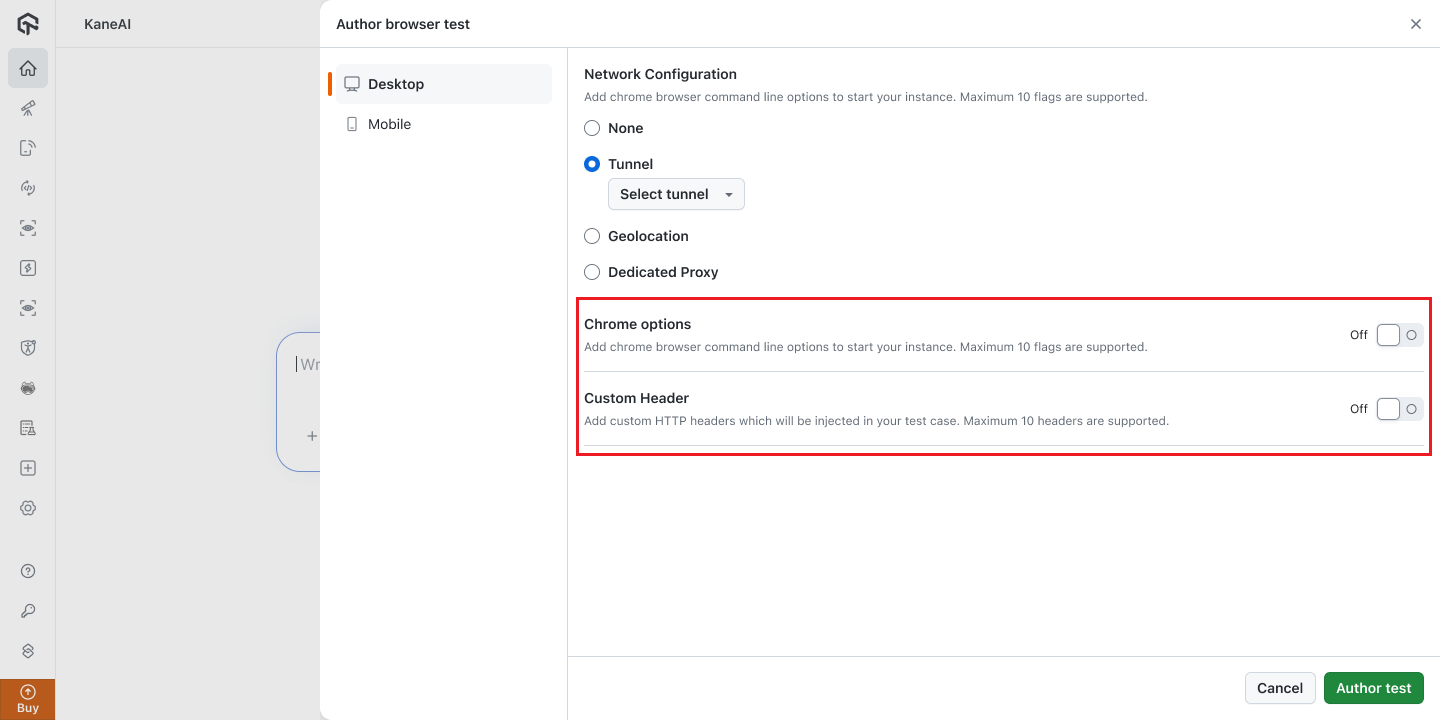 KaneAI
Author browser test
Desktop
Mobile
Network Configuration
Add chrome browser command line options to start your instance. Maximum 10 flags are supported.
None
Tunnel
Select tunnel
Geolocation
Dedicated Proxy
Chrome options
Add chrome browser command line options to start your instance. Maximum 10 flags are supported.
Off
Custom Header
Add custom HTTP headers which will be injected in your test case. Maximum 10 headers are supported.
Off
Wr
Buy
Cancel
Author test